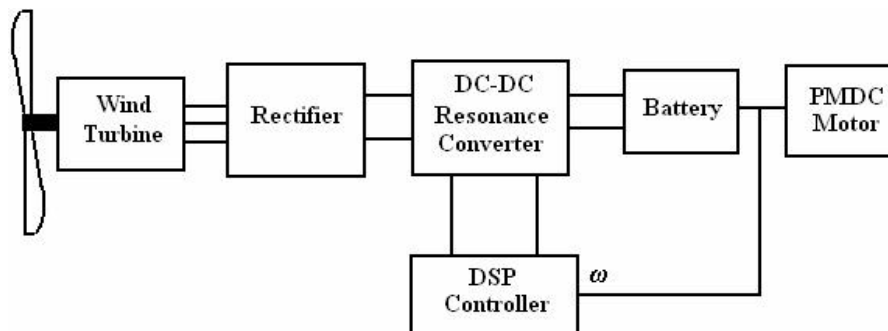 Wind
Turbine
Rectifier
DC-DC
Resonance
Converter
Battery
PMDC
Motor
DSP
Controller
ω